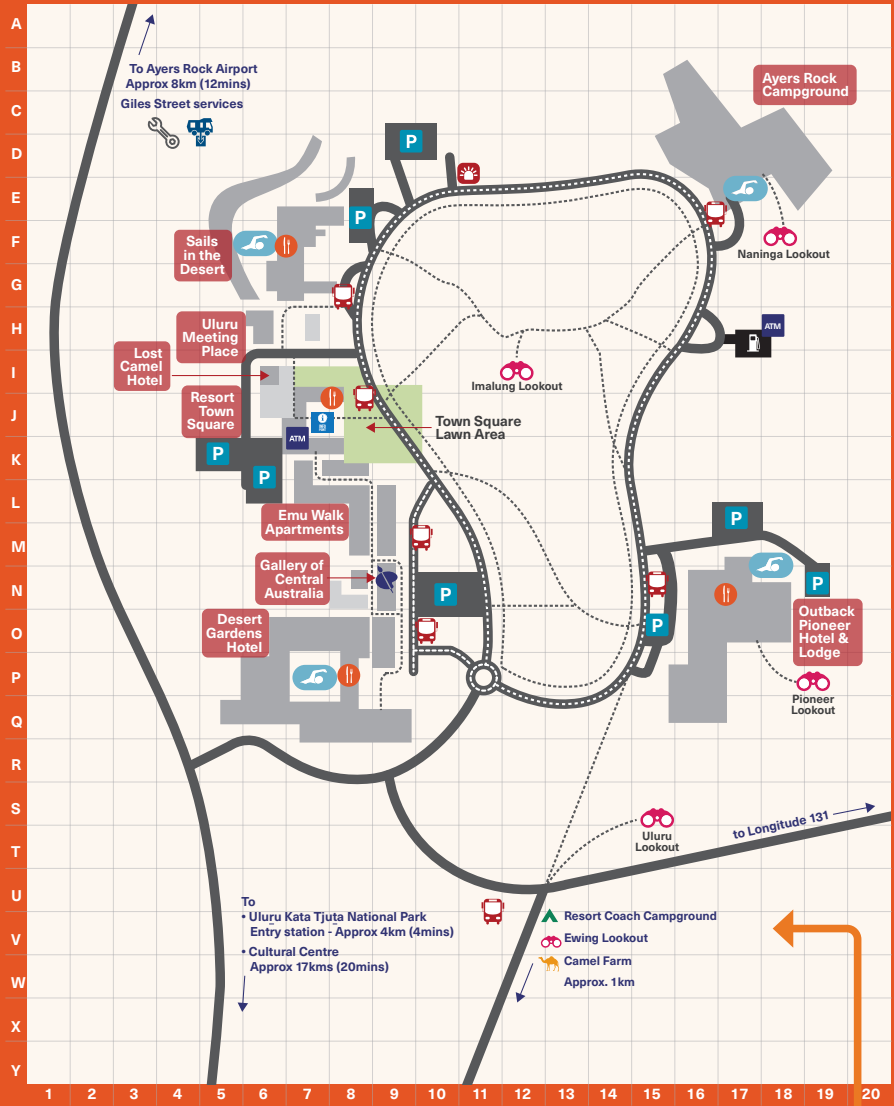 A
B
C
D
E
F
G
H
I
J
K
L
M
N
O
P
Q
R
S
T
U
V
W
X
Y
To Ayers Rock Airport
Approx 8km (12mins)
Giles Street services
Ayers Rock
Campground
P
P
Sails
in the
Desert
Naninga Lookout
Uluru
Meeting
Place
ATM
Lost
Camel
Hotel
Imalung Lookout
Resort
Town
Square
i
ATM
Town Square
Lawn Area
P
P
Emu Walk
Apartments
P
Gallery of
Central
Australia
P
P
Desert
Gardens
Hotel
P
Outback
Pioneer
Hotel &
Lodge
Pioneer
Lookout
Uluru
Lookout
to Longitude 131
To
• Uluru Kata Tjuta National Park
Entry station - Approx 4km (4mins)
• Cultural Centre
Approx 17kms (20mins)
Resort Coach Campground
Ewing Lookout
Camel Farm
Approx. 1km
1 2 3 4 5 6 7 8 9 10 11 12 13 14 15 16 17 18 19 20